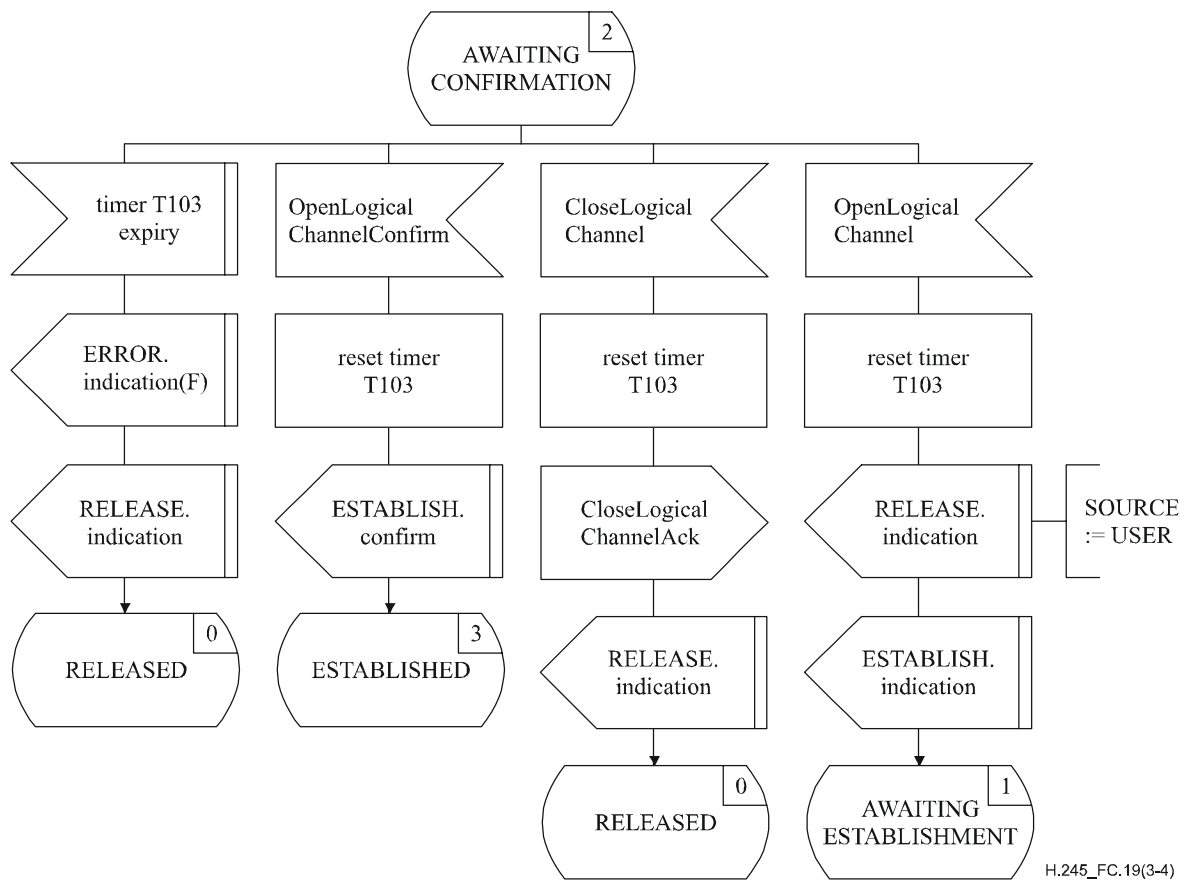 2
AWAITING
CONFIRMATION
timer T103
expiry
OpenLogical
ChannelConfirm
CloseLogical
Channel
OpenLogical
Channel
ERROR.
indication(F)
reset timer
T103
reset timer
T103
reset timer
T103
RELEASE.
indication
ESTABLISH.
confirm
CloseLogical
ChannelAck
RELEASE.
indication
SOURCE
:= USER
0
RELEASED
3
ESTABLISHED
RELEASE.
indication
ESTABLISH.
indication
0
RELEASED
1
AWAITING
ESTABLISHMENT
H.245_FC.19(3-4)